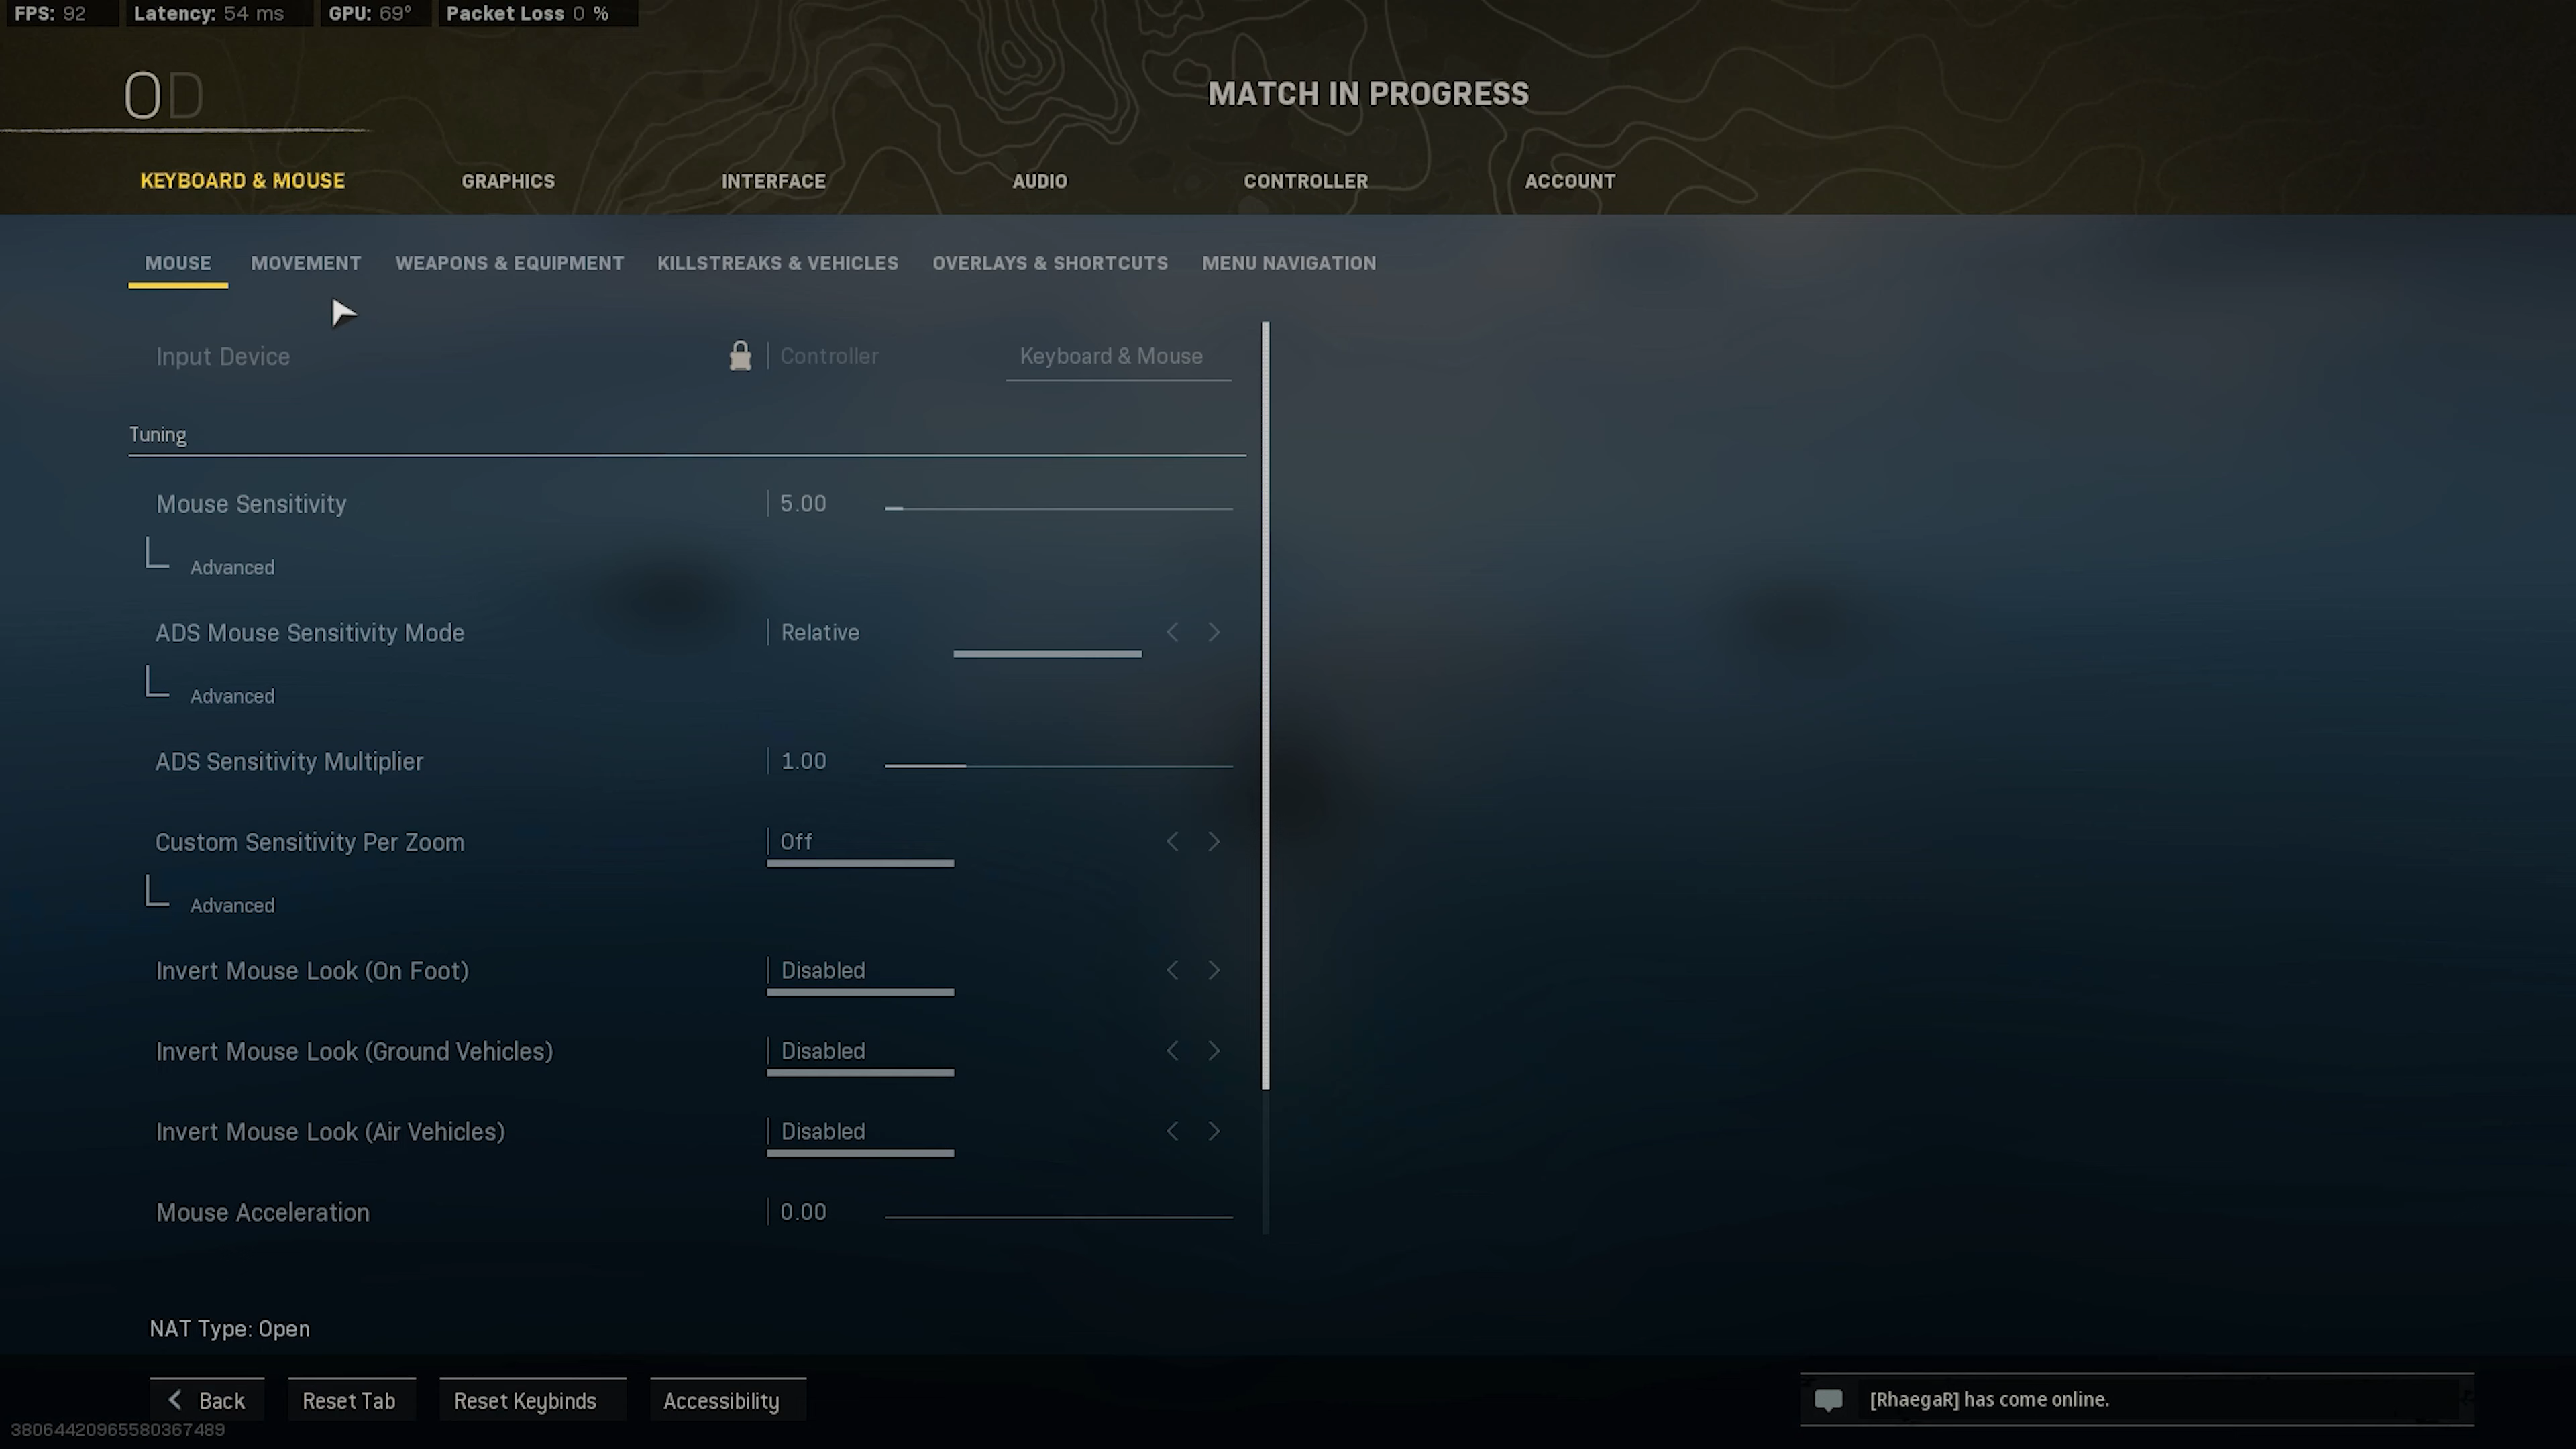 FPS: 92 Latency: 54 ms GPU: 69° Packet Loss 0 %
OD
MATCH IN PROGRESS
KEYBOARD & MOUSE GRAPHICS INTERFACE AUDIO CONTROLLER ACCOUNT
MOUSE MOVEMENT WEAPONS & EQUIPMENT KILLSTREAKS & VEHICLES OVERLAYS & SHORTCUTS MENU NAVIGATION
Input Device Controller Keyboard & Mouse
Tuning
Mouse Sensitivity 5.00
Advanced
ADS Mouse Sensitivity Mode Relative
Advanced
ADS Sensitivity Multiplier 1.00
Custom Sensitivity Per Zoom Off
Advanced
Invert Mouse Look (On Foot) Disabled
Invert Mouse Look (Ground Vehicles) Disabled
Invert Mouse Look (Air Vehicles) Disabled
Mouse Acceleration 0.00
NAT Type: Open
Back Reset Tab Reset Keybinds Accessibility
[RhaegaR] has come online.
38064420965580367489